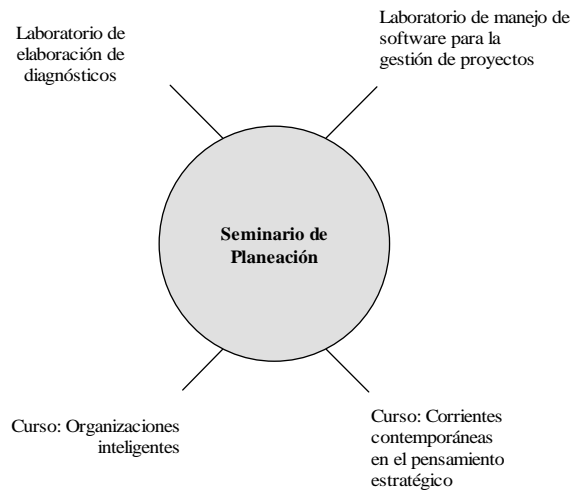 Laboratorio de
elaboración de
diagnósticos
Laboratorio de manejo de
software para la
gestión de proyectos
Seminario de
Planeación
Curso: Organizaciones
inteligentes
Curso: Corrientes
contemporáneas
en el pensamiento
estratégico